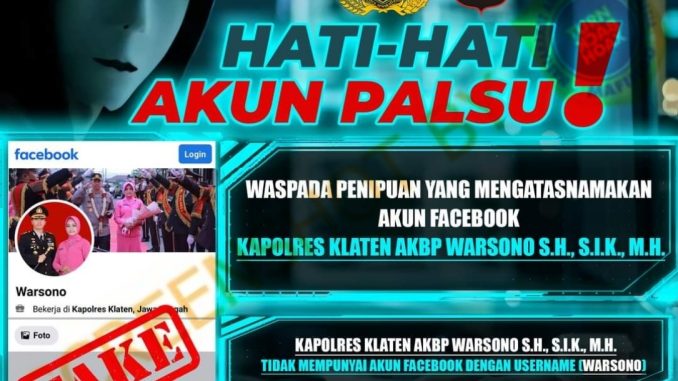 HATI-HATI
AKUN PALSU!
facebook
Login
WASPADA PENIPUAN YANG MENGATASNAMAKAN
AKUN FACEBOOK
KAPOLRES KLATEN AKBP WARSONO S.H., S.I.K., M.H.
Warsono
Bekerja di Kapolres Klaten, Jawa Tengah
Foto
FAKE
KAPOLRES KLATEN AKBP WARSONO S.H., S.I.K., M.H.
TIDAK MEMPUNYAI AKUN FACEBOOK DENGAN USERNAME (WARSONO)